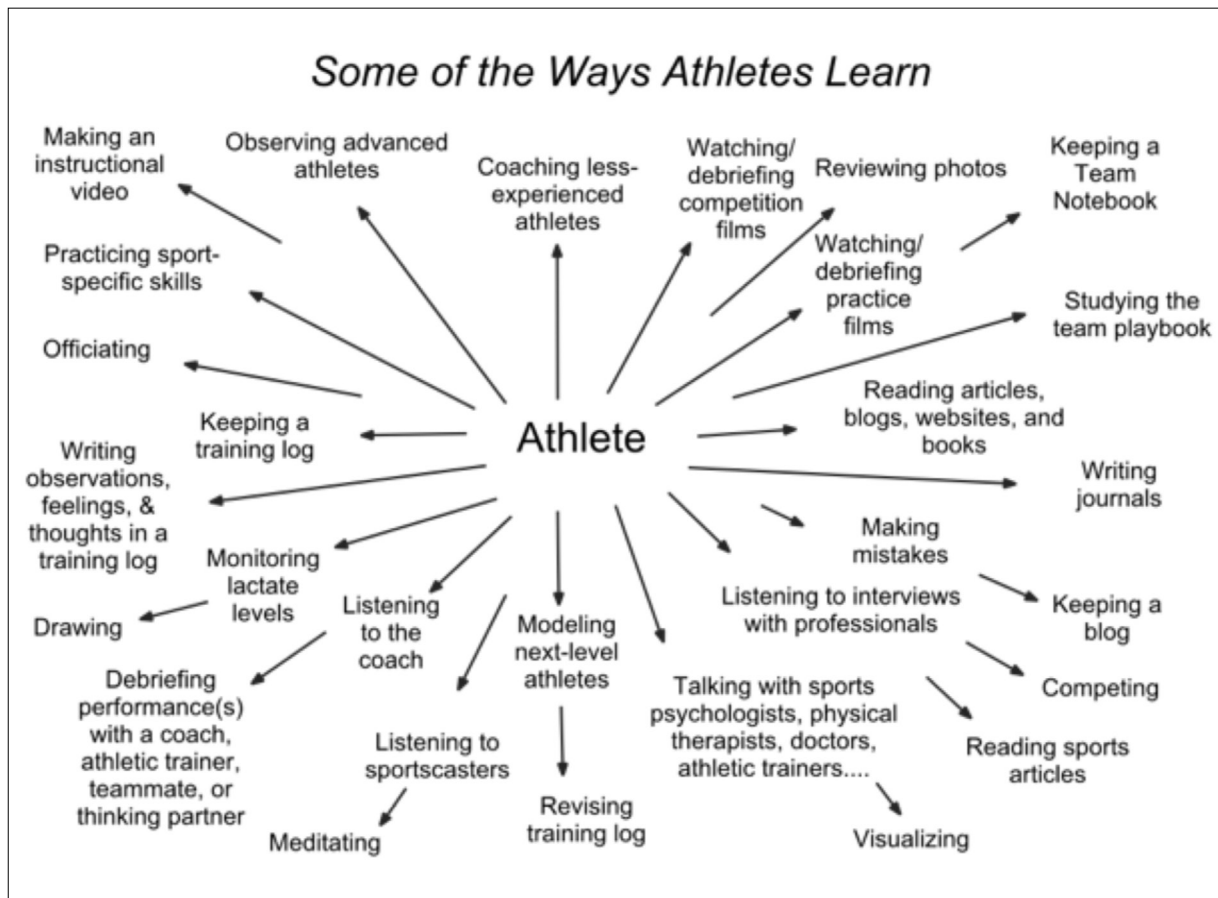 Some of the Ways Athletes Learn
Making an
instructional
video
Observing advanced
athletes
Coaching less-
experienced
athletes
Watching/
debriefing
competition
films
Reviewing photos
Keeping a
Team
Notebook
Practicing sport-
specific skills
Watching/
debriefing
practice
films
Studying the
team playbook
Officiating
Keeping a
training log
Athlete
Reading articles,
blogs, websites, and
books
Writing
observations,
feelings, &
thoughts in a
training log
Writing
journals
Monitoring
lactate
levels
Making
mistakes
Drawing
Listening
to the
coach
Modeling
next-level
athletes
Listening to interviews
with professionals
Keeping a
blog
Debriefing
performance(s)
with a coach,
athletic trainer,
teammate, or
thinking partner
Listening to
sportscasters
Talking with sports
psychologists, physical
therapists, doctors,
athletic trainers....
Competing
Reading sports
articles
Meditating
Revising
training log
Visualizing